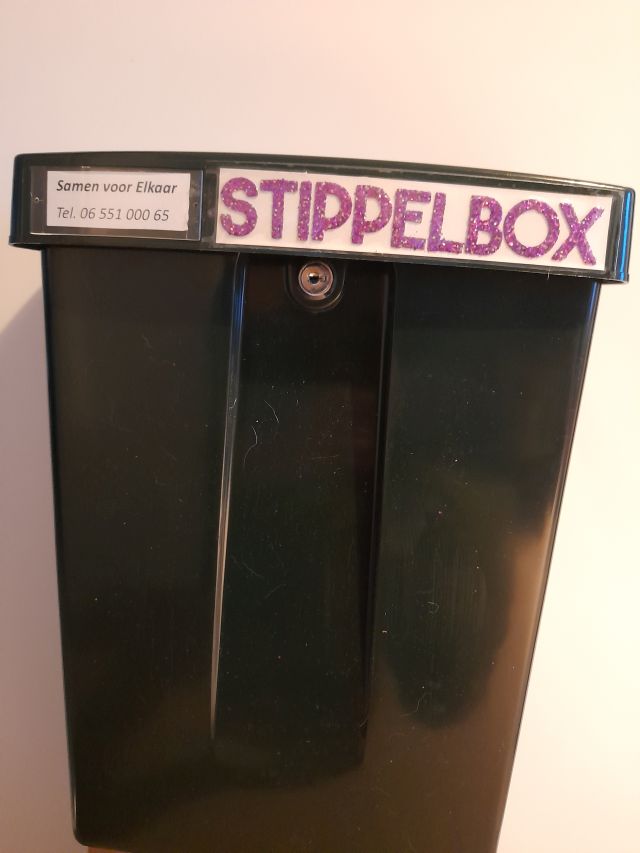 Samen voor Elkaar
Tel. 06 551 000 65
STIPPELBOX